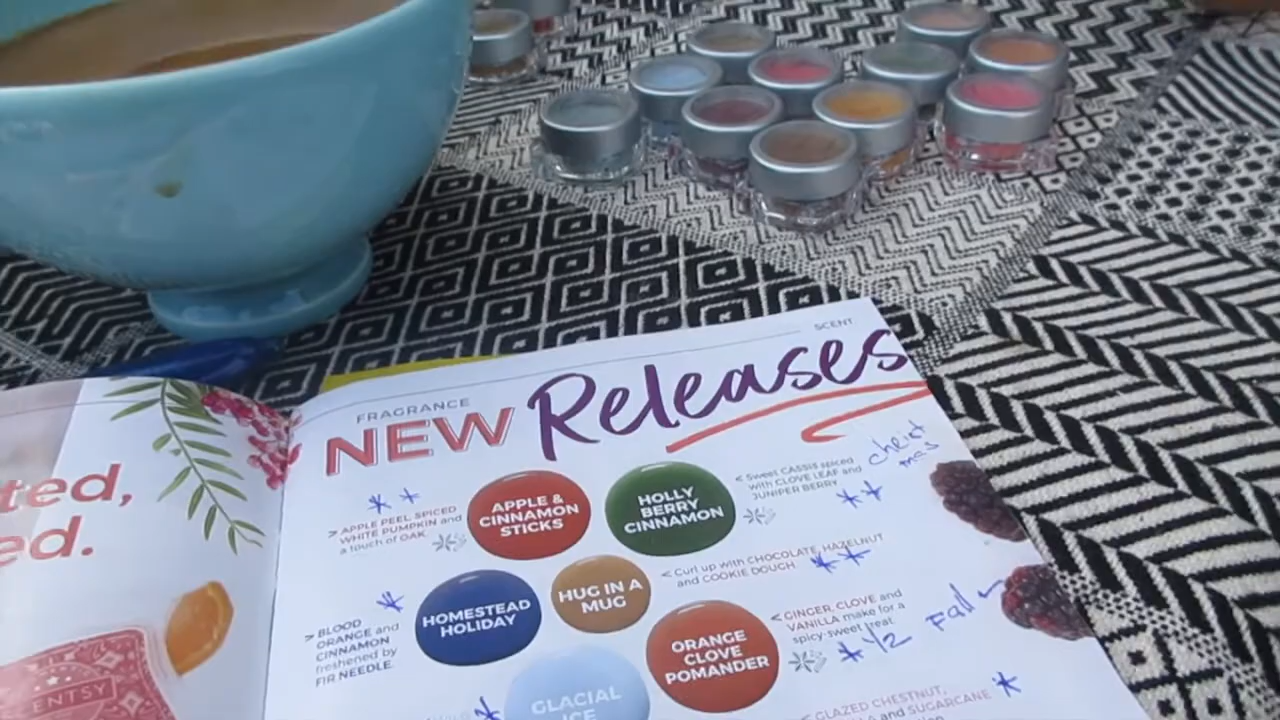 SCENT
FRAGRANCE
NEW Releases
ted,
ed.
ENTSY
APPLE &
CINNAMON
STICKS
> APPLE PEEL, SPICED
WHITE PUMPKIN and
a touch of OAK.
* *
HOLLY
BERRY
CINNAMON
< Sweet CASSIS spiced
with CLOVE LEAF and
JUNIPER BERRY.
* *
christ
mas
HOMESTEAD
HOLIDAY
> BLOOD
ORANGE and
CINNAMON
freshened by
FIR NEEDLE.
*
HUG IN A
MUG
< Curl up with CHOCOLATE, HAZELNUT
and COOKIE DOUGH.
* *
ORANGE
CLOVE
POMANDER
< GINGER, CLOVE and
VANILLA make for a
spicy-sweet treat.
* 1/2 Fall
GLACIAL
ICE
*
< GLAZED CHESTNUT,
and SUGARCANE
*